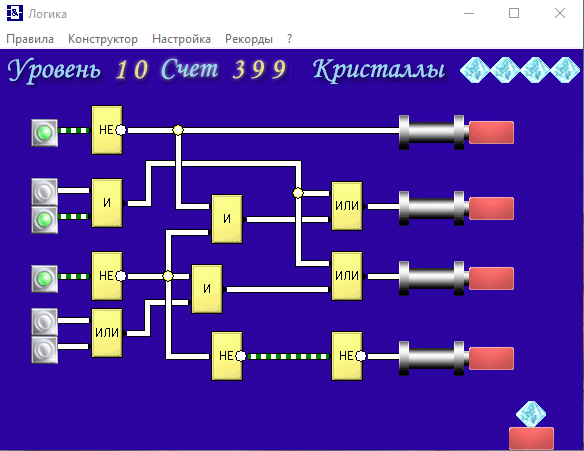 Логика
Правила Конструктор Настройка Рекорды ?
Уровень 10 Счет 399 Кристаллы
НЕ
И
И
ИЛИ
НЕ
И
ИЛИ
ИЛИ
НЕ
НЕ